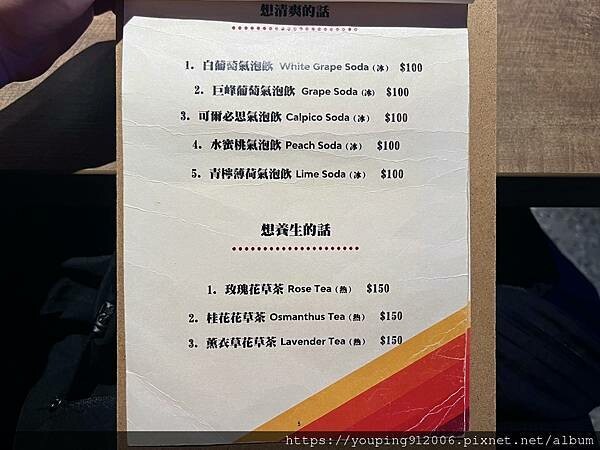 想清爽的話
1. 白葡萄氣泡飲 White Grape Soda（冰） $100
2. 巨峰葡萄氣泡飲 Grape Soda（冰） $100
3. 可爾必思氣泡飲 Calpico Soda（冰） $100
4. 水蜜桃氣泡飲 Peach Soda（冰） $100
5. 青檸薄荷氣泡飲 Lime Soda（冰） $100
想養生的話
1. 玫瑰花草茶 Rose Tea（熱） $150
2. 桂花花草茶 Osmanthus Tea（熱） $150
3. 薰衣草花草茶 Lavender Tea（熱） $150
5
https://youping912006.pixnet.net/album